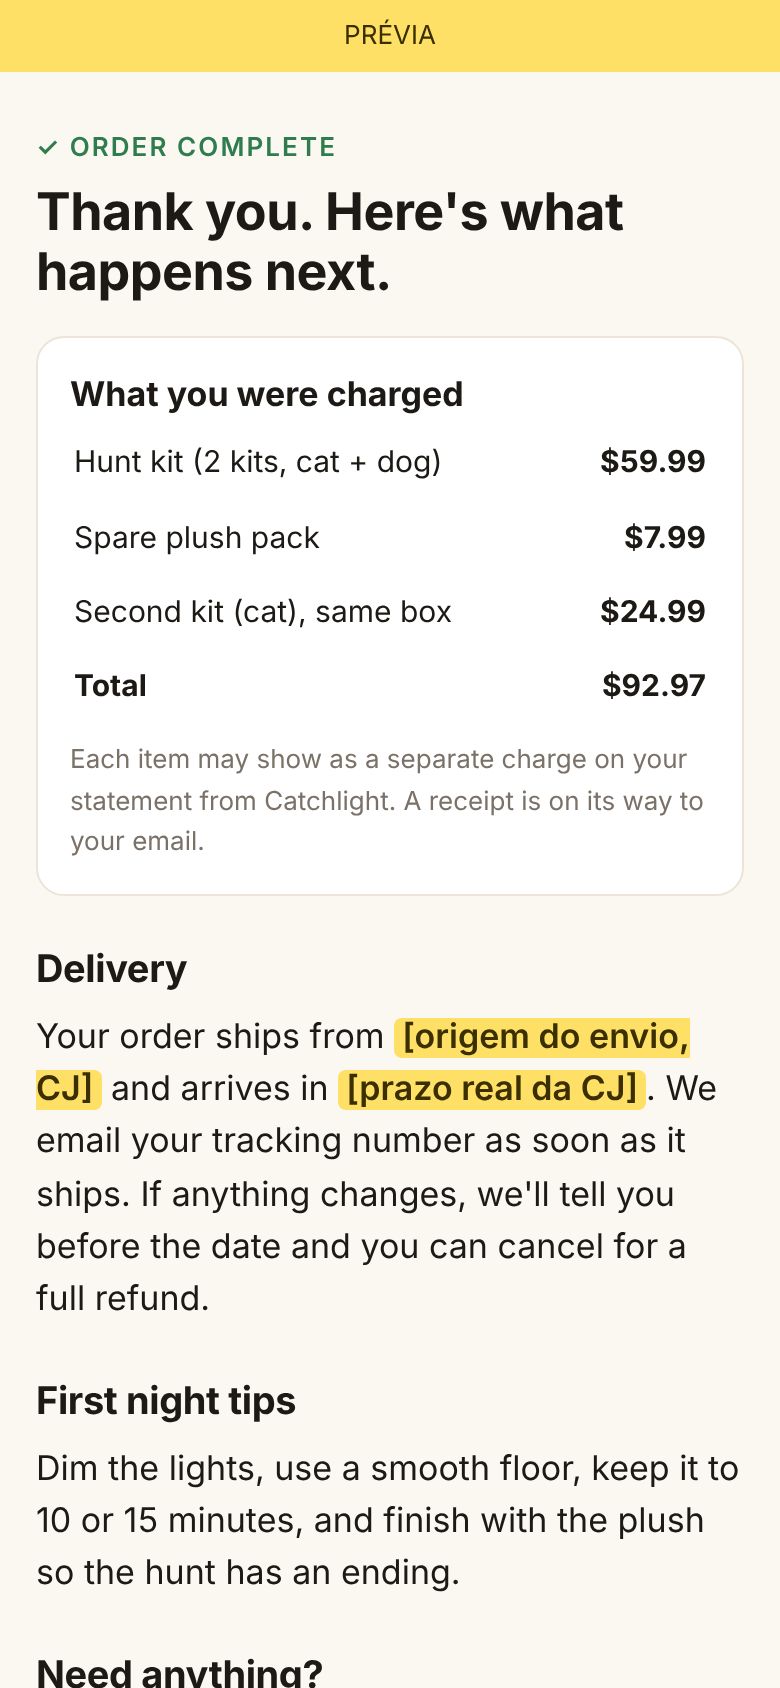 PRÉVIA
✓ ORDER COMPLETE
Thank you. Here's what
happens next.
What you were charged
Hunt kit (2 kits, cat + dog) $59.99
Spare plush pack $7.99
Second kit (cat), same box $24.99
Total $92.97
Each item may show as a separate charge on your
statement from Catchlight. A receipt is on its way to
your email.
Delivery
Your order ships from [origem do envio,
CJ] and arrives in [prazo real da CJ]. We
email your tracking number as soon as it
ships. If anything changes, we'll tell you
before the date and you can cancel for a
full refund.
First night tips
Dim the lights, use a smooth floor, keep it to
10 or 15 minutes, and finish with the plush
so the hunt has an ending.
Need anything?